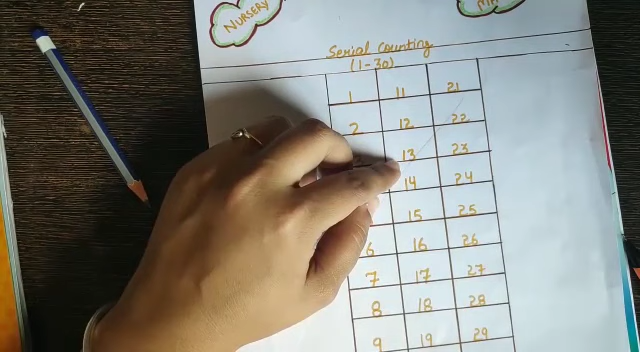 NURSERY
Serial counting
(1-30)
1 11 21
2 12 22
13 23
14 24
15 25
6 16 26
7 17 27
8 18 28
9 19 29